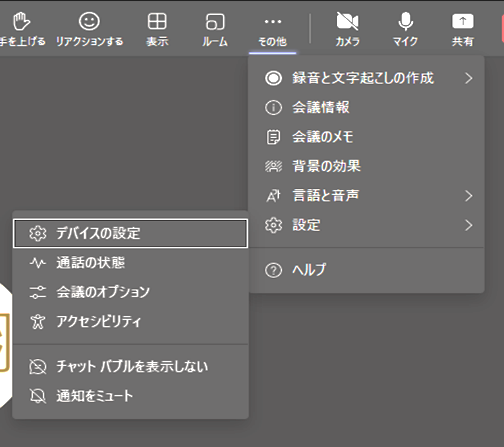 手を上げる
リアクションする
表示
ルーム
その他
カメラ
マイク
共有
録音と文字起こしの作成
会議情報
会議のメモ
背景の効果
言語と音声
設定
ヘルプ
デバイスの設定
通話の状態
会議のオプション
アクセシビリティ
チャット バブルを表示しない
通知をミュート